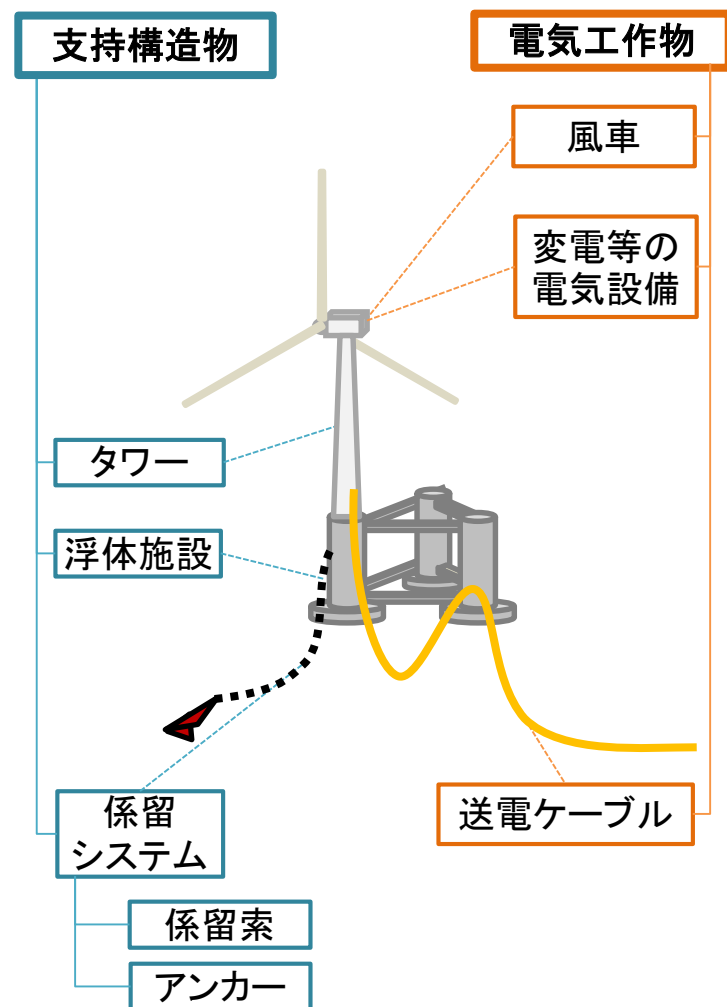 支持構造物
電気工作物
風車
変電等の
電気設備
タワー
浮体施設
係留
システム
送電ケーブル
係留索
アンカー